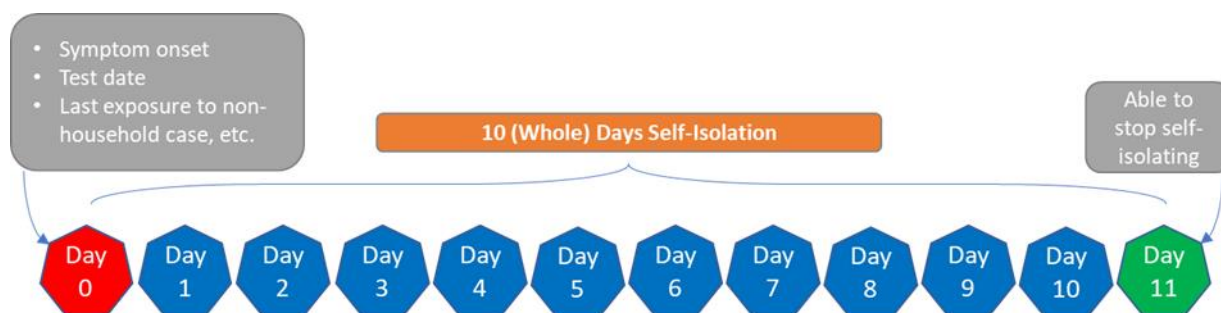 • Symptom onset
• Test date
• Last exposure to non-
household case, etc.
10 (Whole) Days Self-Isolation
Able to
stop self-
isolating
Day
0
Day
1
Day
2
Day
3
Day
4
Day
5
Day
6
Day
7
Day
8
Day
9
Day
10
Day
11